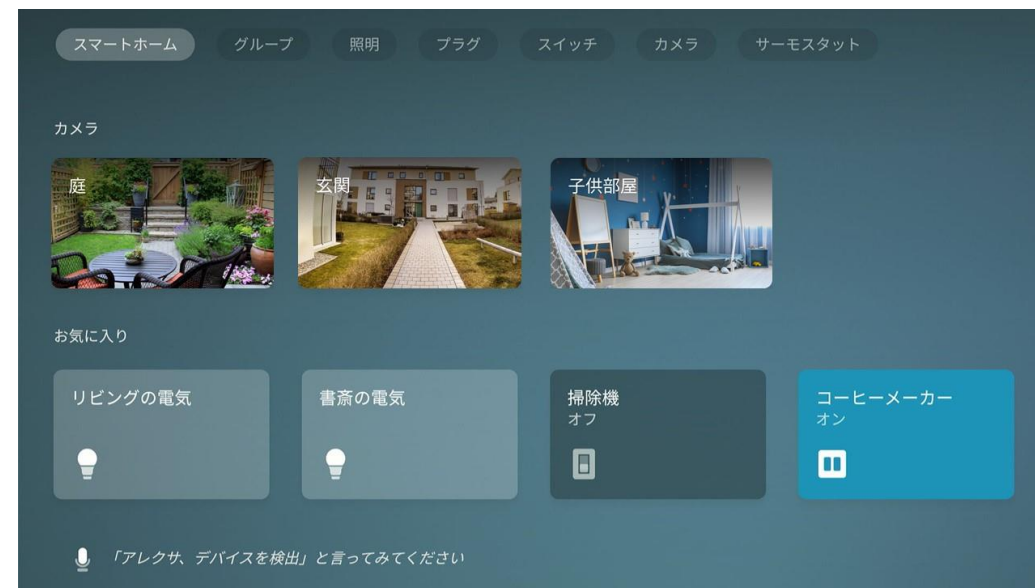 スマートホーム グループ 照明 プラグ スイッチ カメラ サーモスタット
カメラ
庭 玄関 子供部屋
お気に入り
リビングの電気 書斎の電気 掃除機 コーヒーメーカー
オフ オン
「アレクサ、デバイスを検出」と言ってみてください